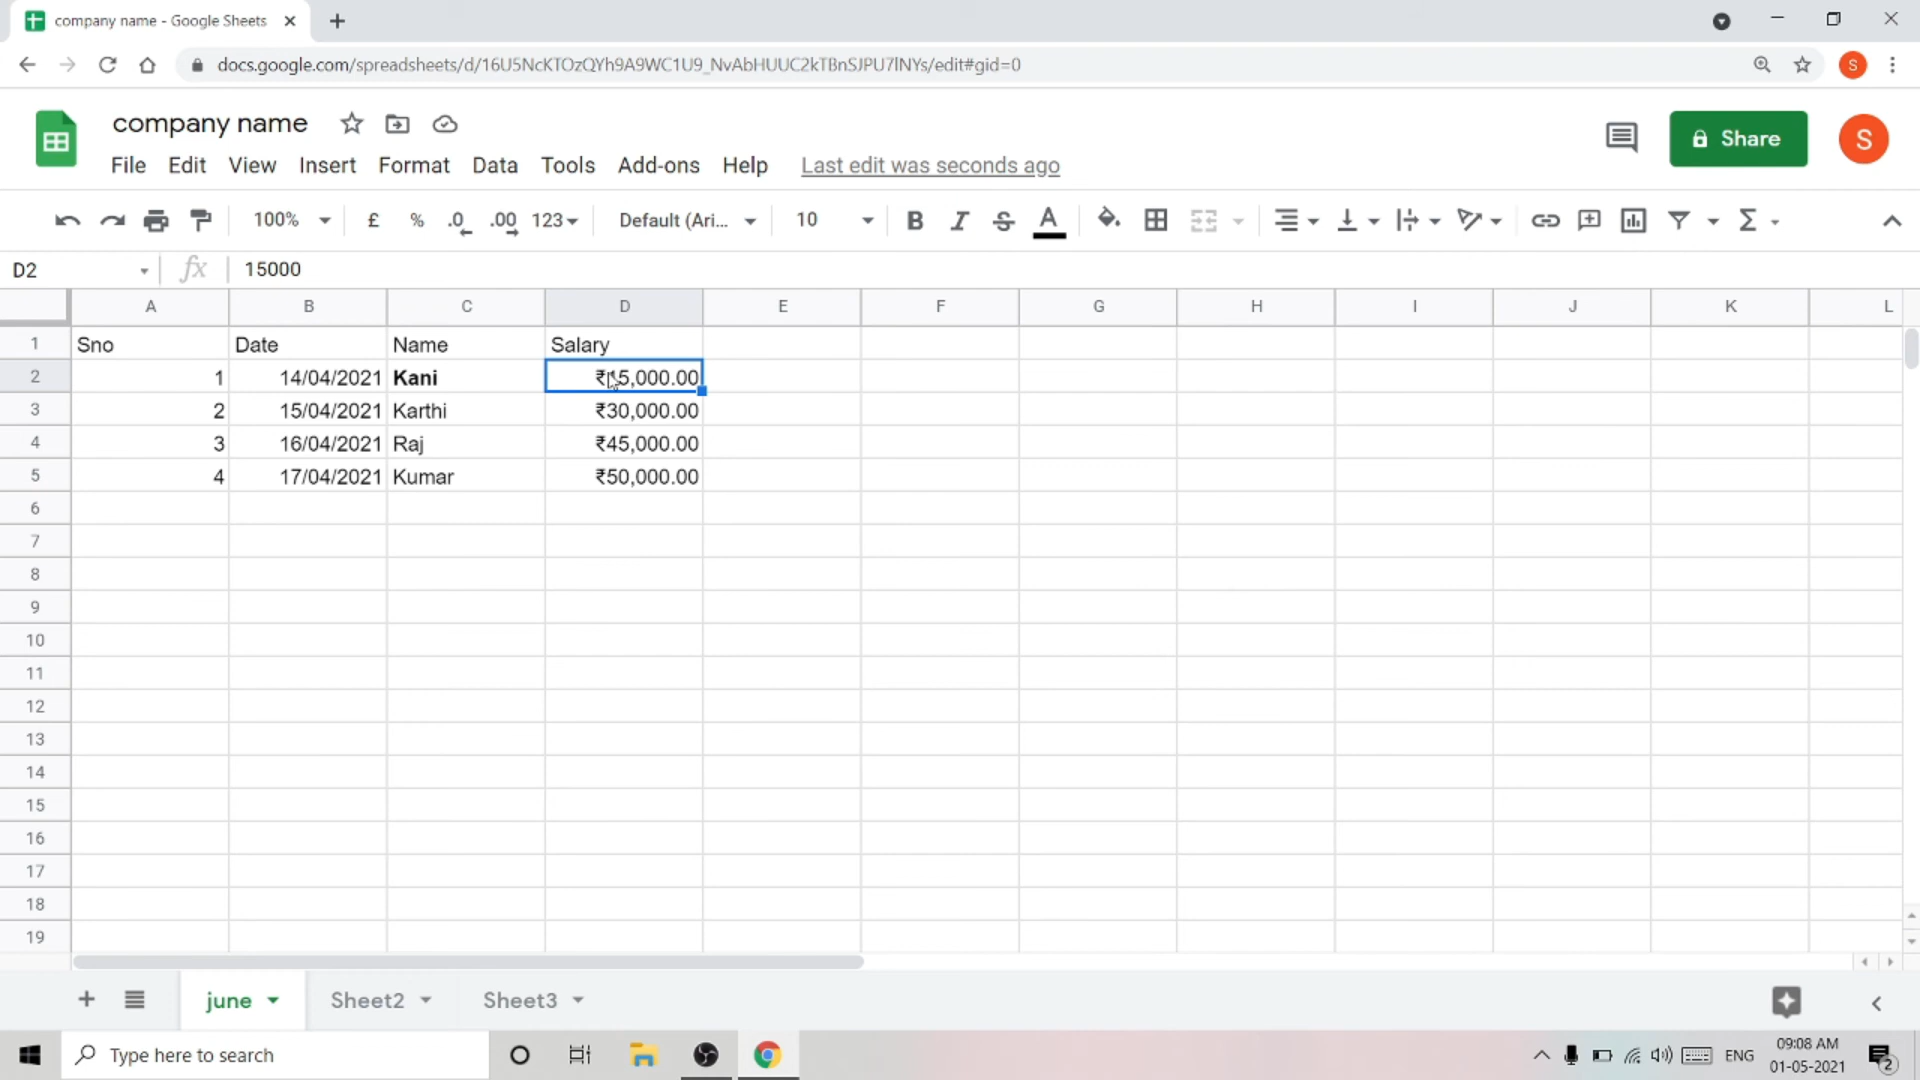 company name - Google Sheets
docs.google.com/spreadsheets/d/16U5NcKTOzQYh9A9WC1U9_NvAbHUUC2kTBnSJPU7lNYs/edit#gid=0
S
company name
Share
S
File Edit View Insert Format Data Tools Add-ons Help Last edit was seconds ago
100% £ % .0 .00 123 Default (Ari... 10 B I S A Σ
D2 fx 15000
A B C D E F G H I J K L
1 Sno Date Name Salary
2 1 14/04/2021 Kani ₹15,000.00
3 2 15/04/2021 Karthi ₹30,000.00
4 3 16/04/2021 Raj ₹45,000.00
5 4 17/04/2021 Kumar ₹50,000.00
6
7
8
9
10
11
12
13
14
15
16
17
18
19
june Sheet2 Sheet3
Type here to search
ENG
09:08 AM
01-05-2021
2